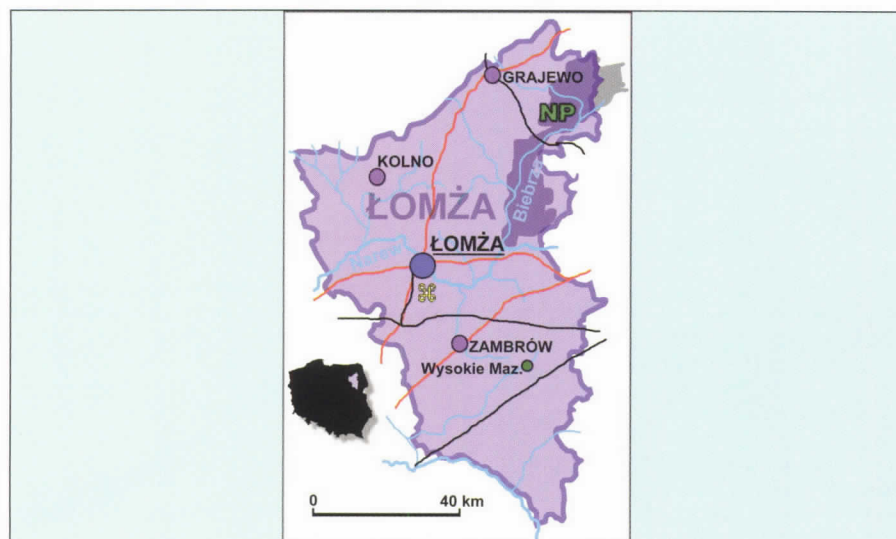 GRAJEWO
NP
KOLNO
Biebrza
ŁOMŻA
ŁOMŻA
Narew
ZAMBRÓW
Wysokie Maz.
0 40 km